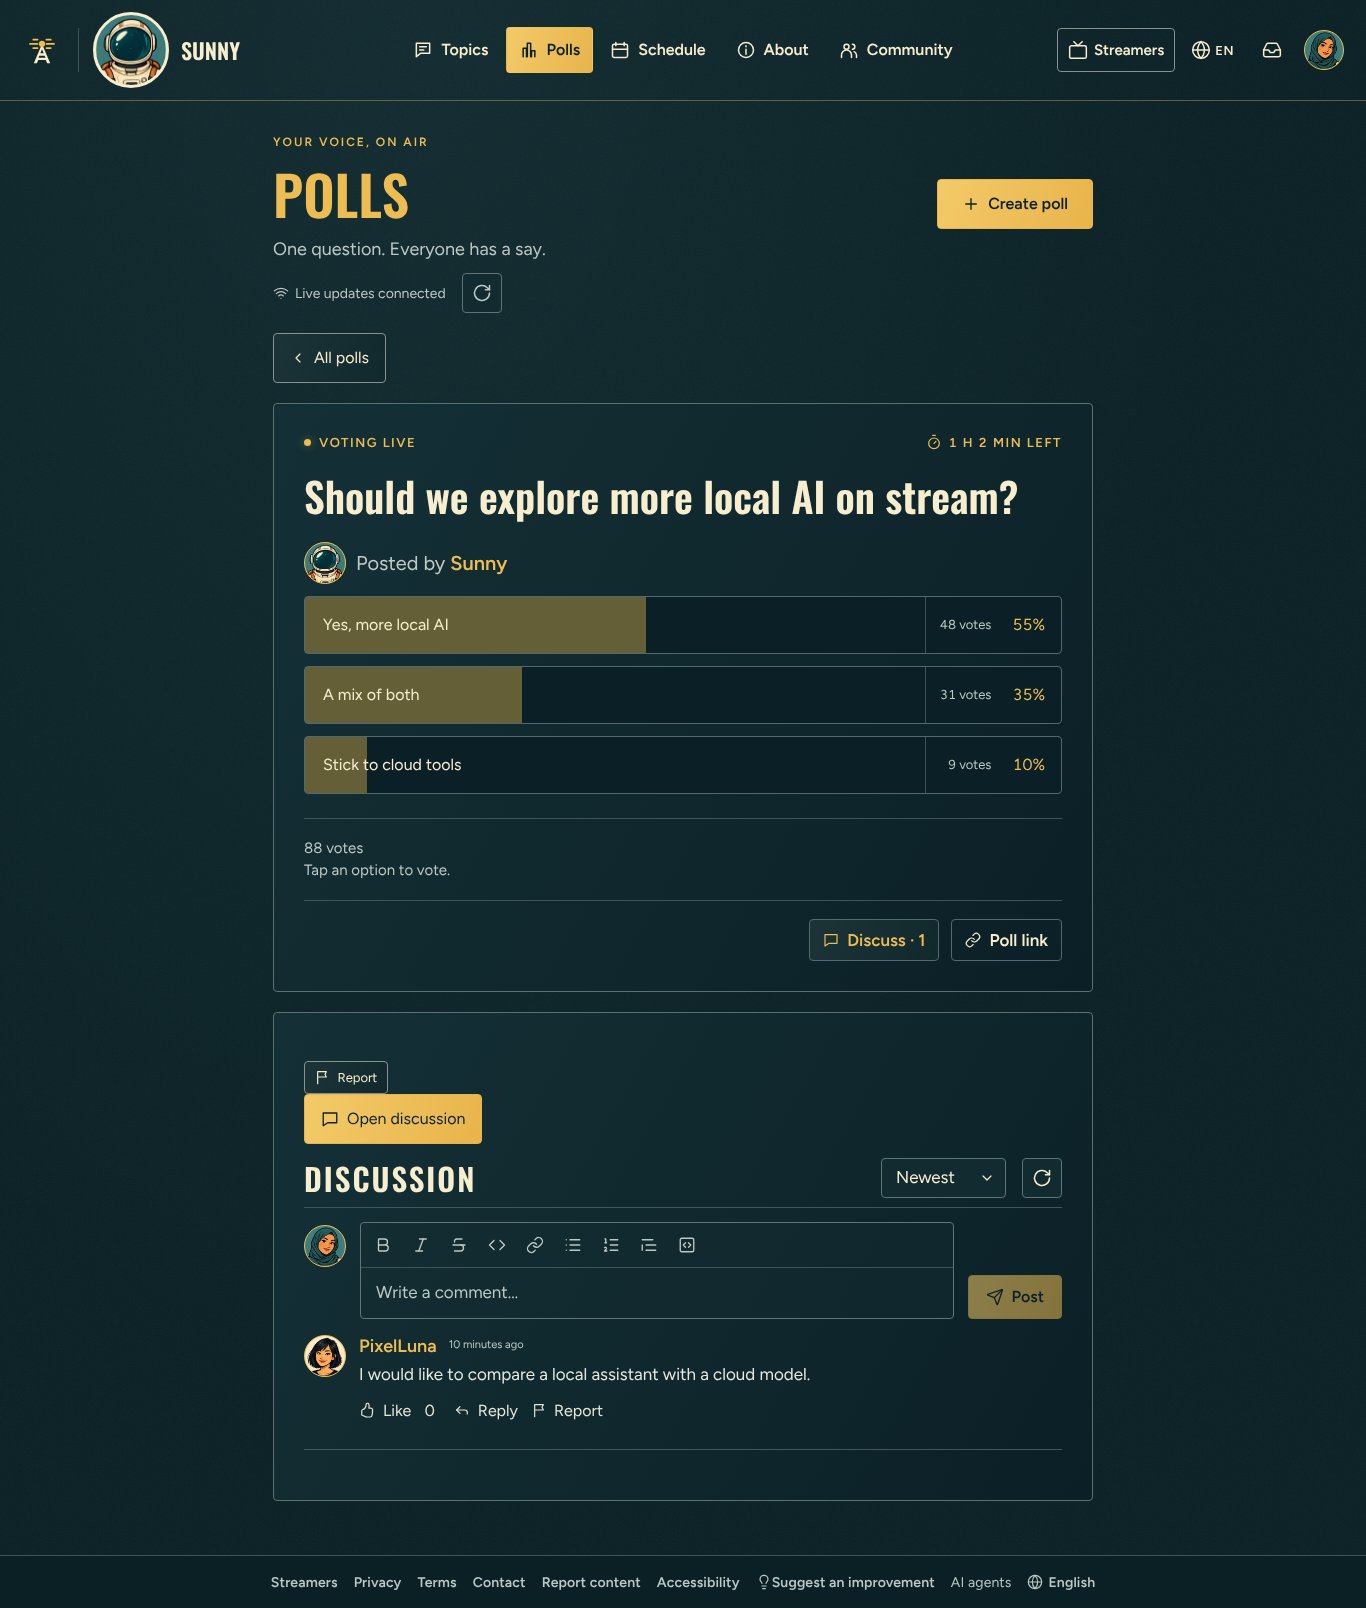 SUNNY
Topics
Polls
Schedule
About
Community
Streamers
EN
YOUR VOICE, ON AIR
POLLS
Create poll
One question. Everyone has a say.
Live updates connected
All polls
VOTING LIVE
1 H 2 MIN LEFT
Should we explore more local AI on stream?
Posted by Sunny
Yes, more local AI 48 votes 55%
A mix of both 31 votes 35%
Stick to cloud tools 9 votes 10%
88 votes
Tap an option to vote.
Discuss · 1
Poll link
Report
Open discussion
DISCUSSION
Newest
Write a comment...
Post
PixelLuna 10 minutes ago
I would like to compare a local assistant with a cloud model.
Like 0 Reply Report
Streamers Privacy Terms Contact Report content Accessibility Suggest an improvement AI agents English